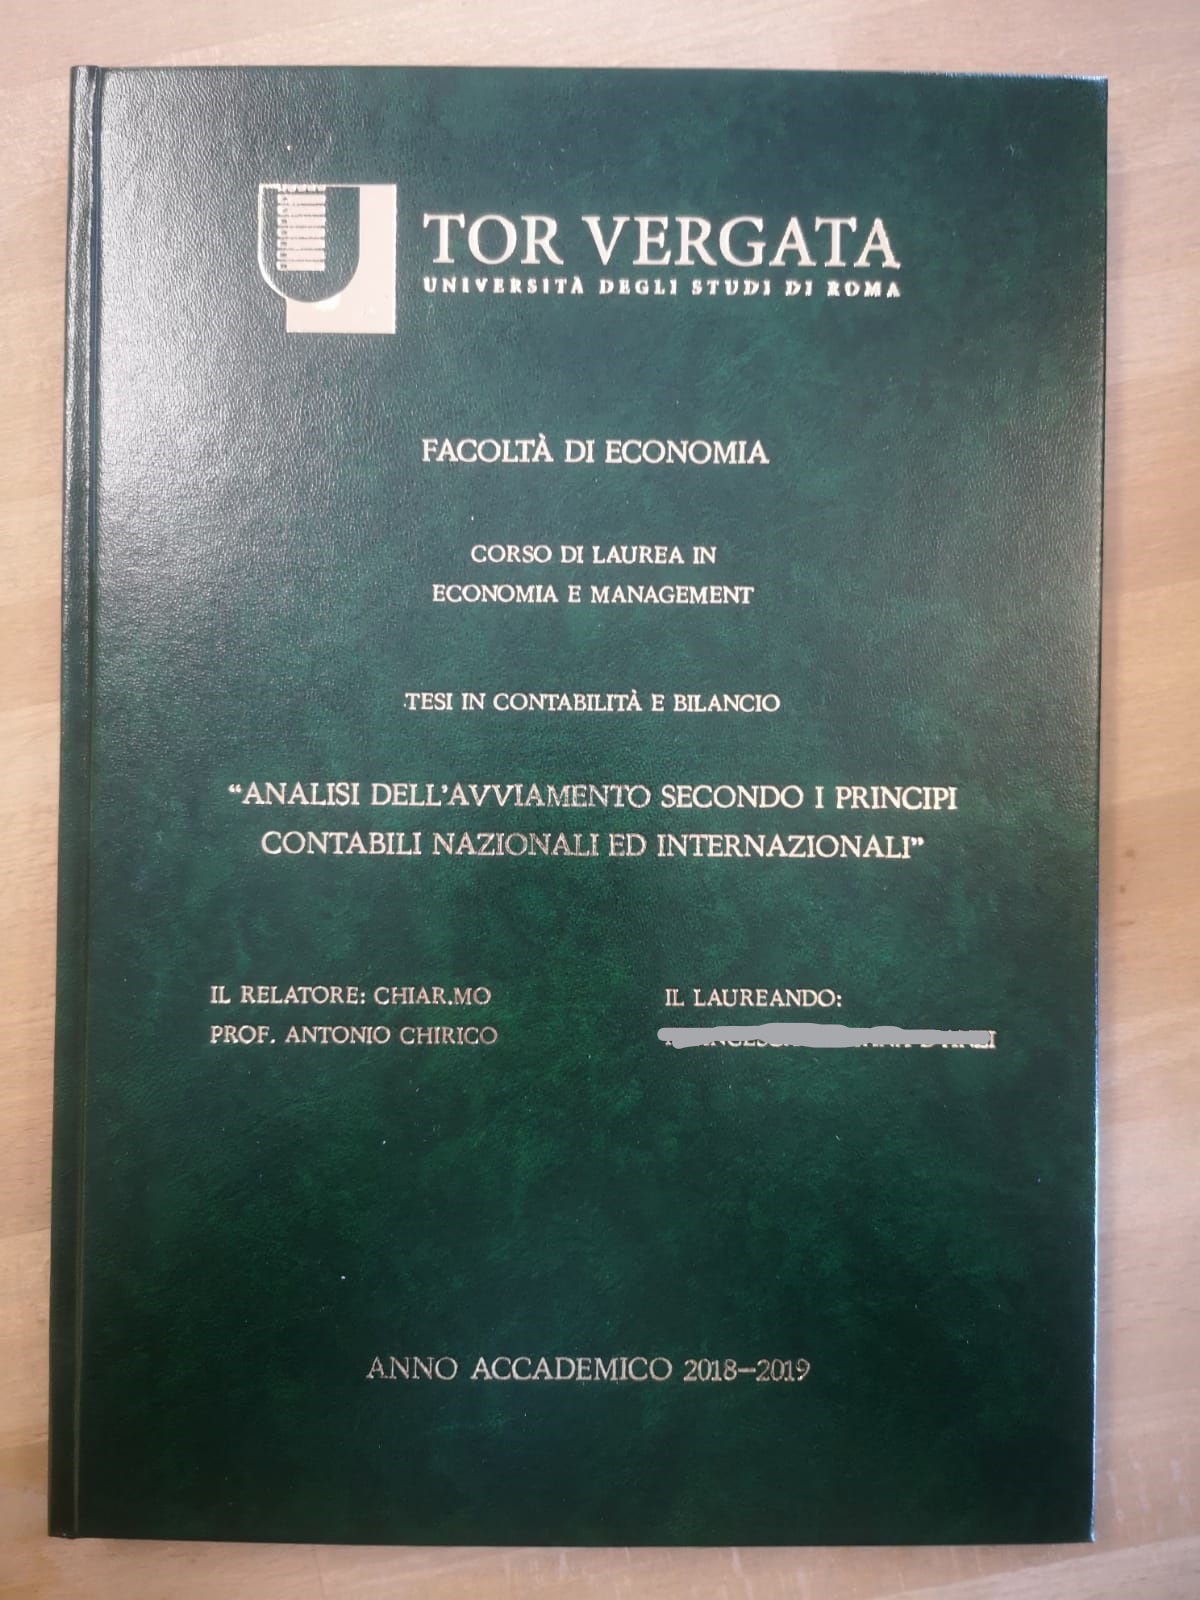 TOR VERGATA
UNIVERSITÀ DEGLI STUDI DI ROMA
FACOLTÀ DI ECONOMIA
CORSO DI LAUREA IN
ECONOMIA E MANAGEMENT
TESI IN CONTABILITÀ E BILANCIO
“ANALISI DELL’AVVIAMENTO SECONDO I PRINCIPI
CONTABILI NAZIONALI ED INTERNAZIONALI”
IL RELATORE: CHIAR.MO
PROF. ANTONIO CHIRICO
IL LAUREANDO:
ANNO ACCADEMICO 2018–2019